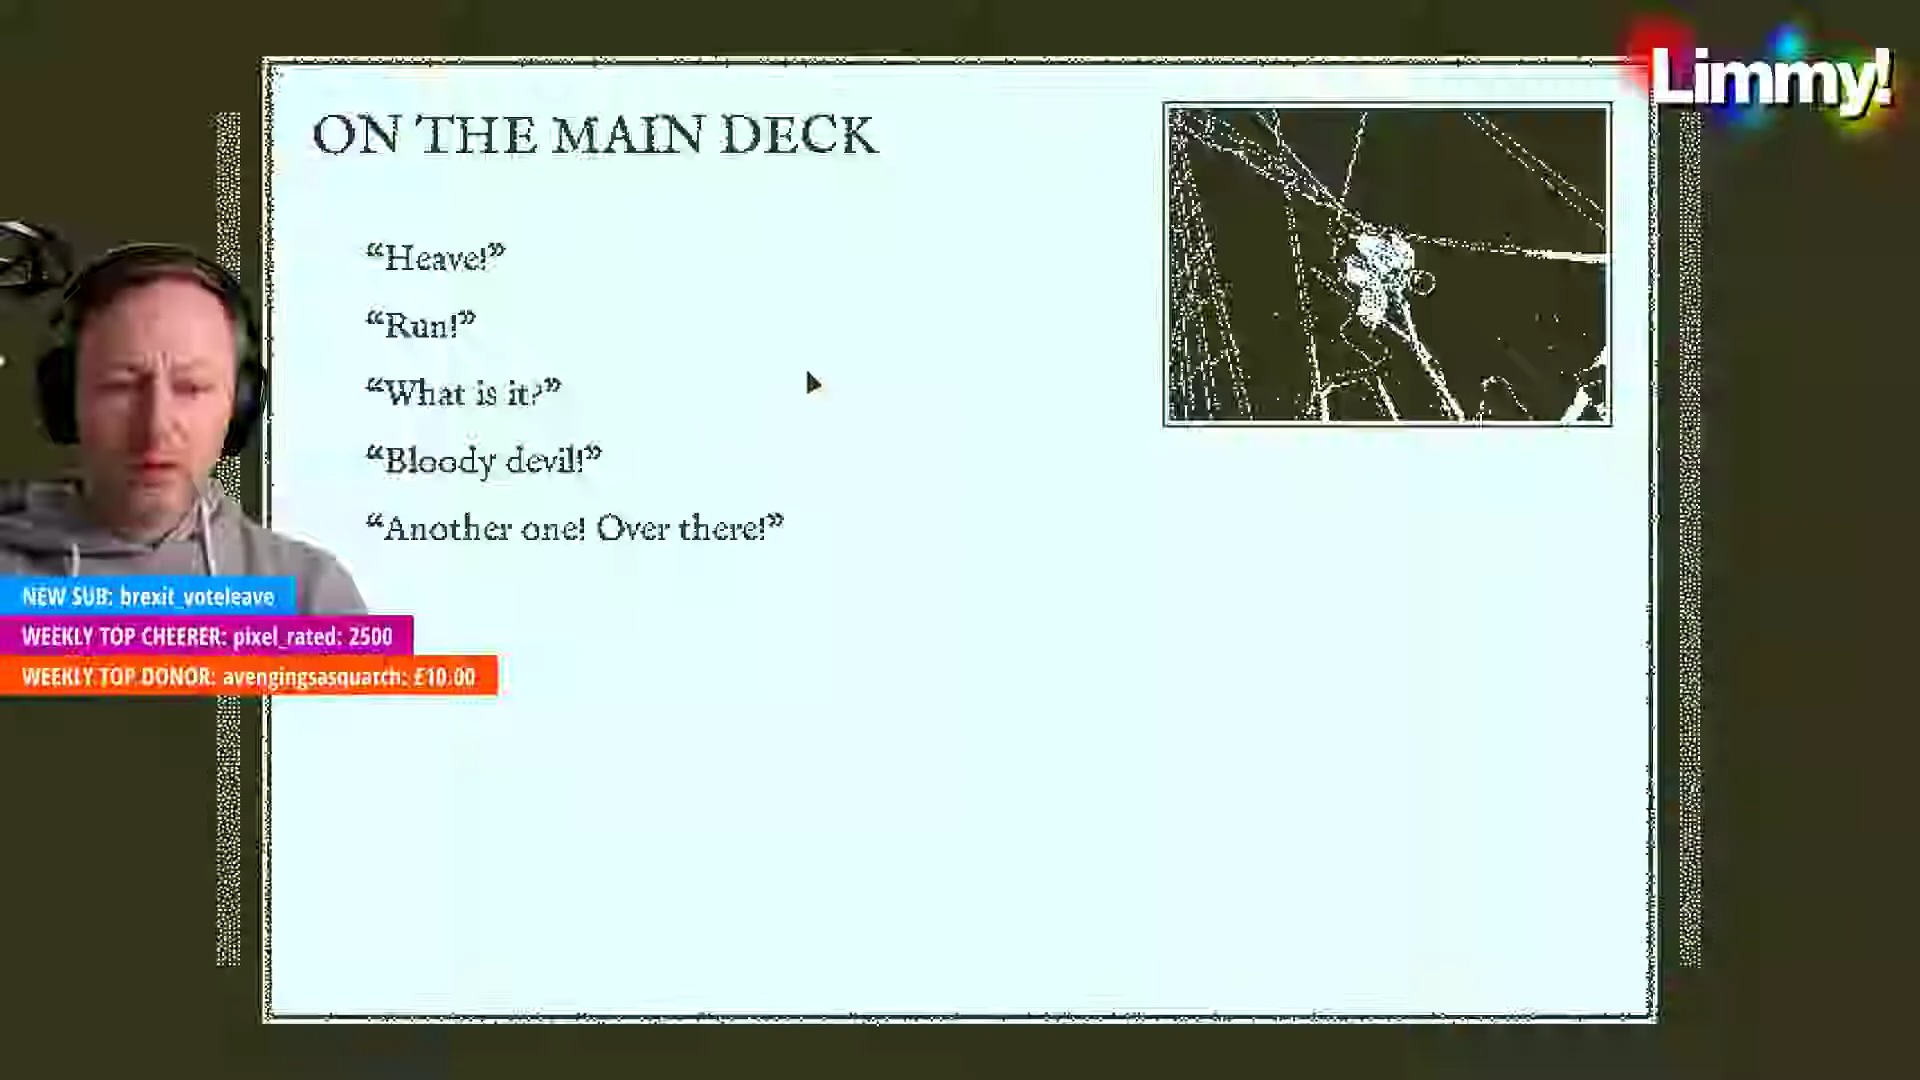 Limmy!
ON THE MAIN DECK
“Heave!”
“Run!”
“What is it?”
“Bloody devil!”
“Another one! Over there!”
NEW SUB: brexit_voteleave
WEEKLY TOP CHEERER: pixel_rated: 2500
WEEKLY TOP DONOR: avengingsasquatch: £10.00